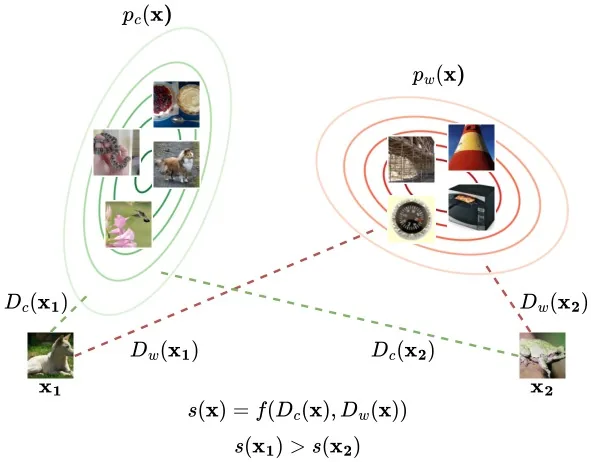 p_c(x)
p_w(x)
D_c(x_1)
D_w(x_1)
D_c(x_2)
D_w(x_2)
x_1
x_2
s(x) = f(D_c(x), D_w(x))
s(x_1) > s(x_2)